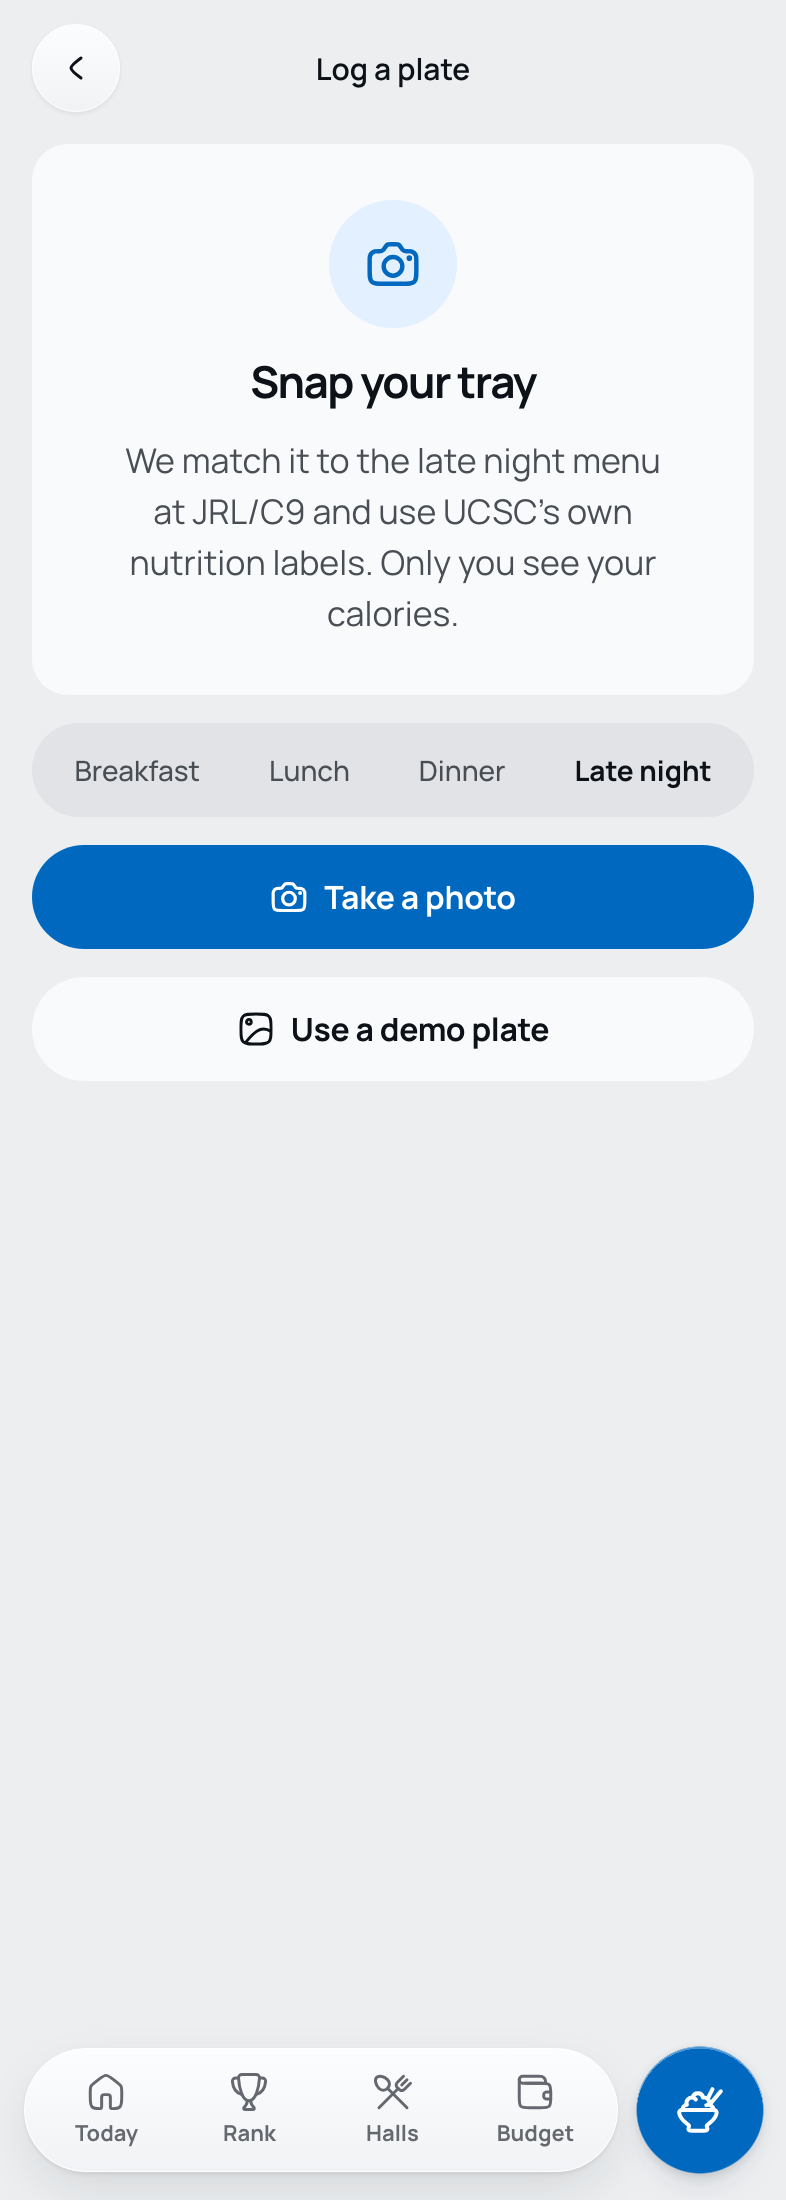 Log a plate
Snap your tray
We match it to the late night menu
at JRL/C9 and use UCSC’s own
nutrition labels. Only you see your
calories.
Breakfast Lunch Dinner Late night
Take a photo
Use a demo plate
Today Rank Halls Budget